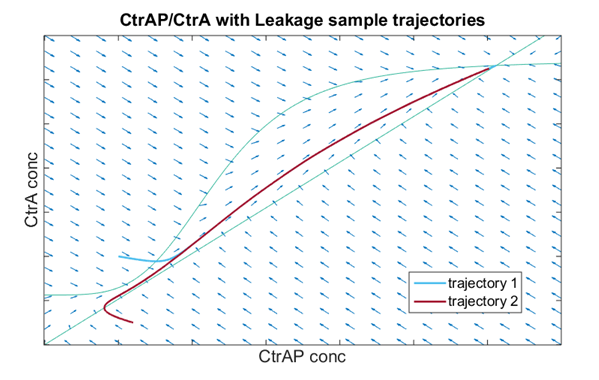 CtrAP/CtrA with Leakage sample trajectories
CtrA conc
trajectory 1
trajectory 2
CtrAP conc